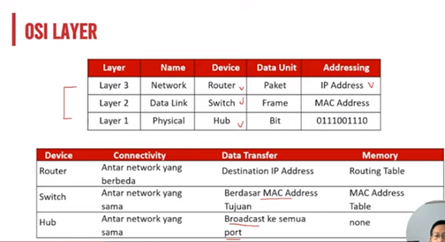 OSI LAYER
Layer Name Device Data Unit Addressing
Layer 3 Network Router Paket IP Address
Layer 2 Data Link Switch Frame MAC Address
Layer 1 Physical Hub Bit 0111001110
Device Connectivity Data Transfer Memory
Router Antar network yang berbeda Destination IP Address Routing Table
Switch Antar network yang sama Berdasar MAC Address Tujuan MAC Address Table
Hub Antar network yang sama Broadcast ke semua port none